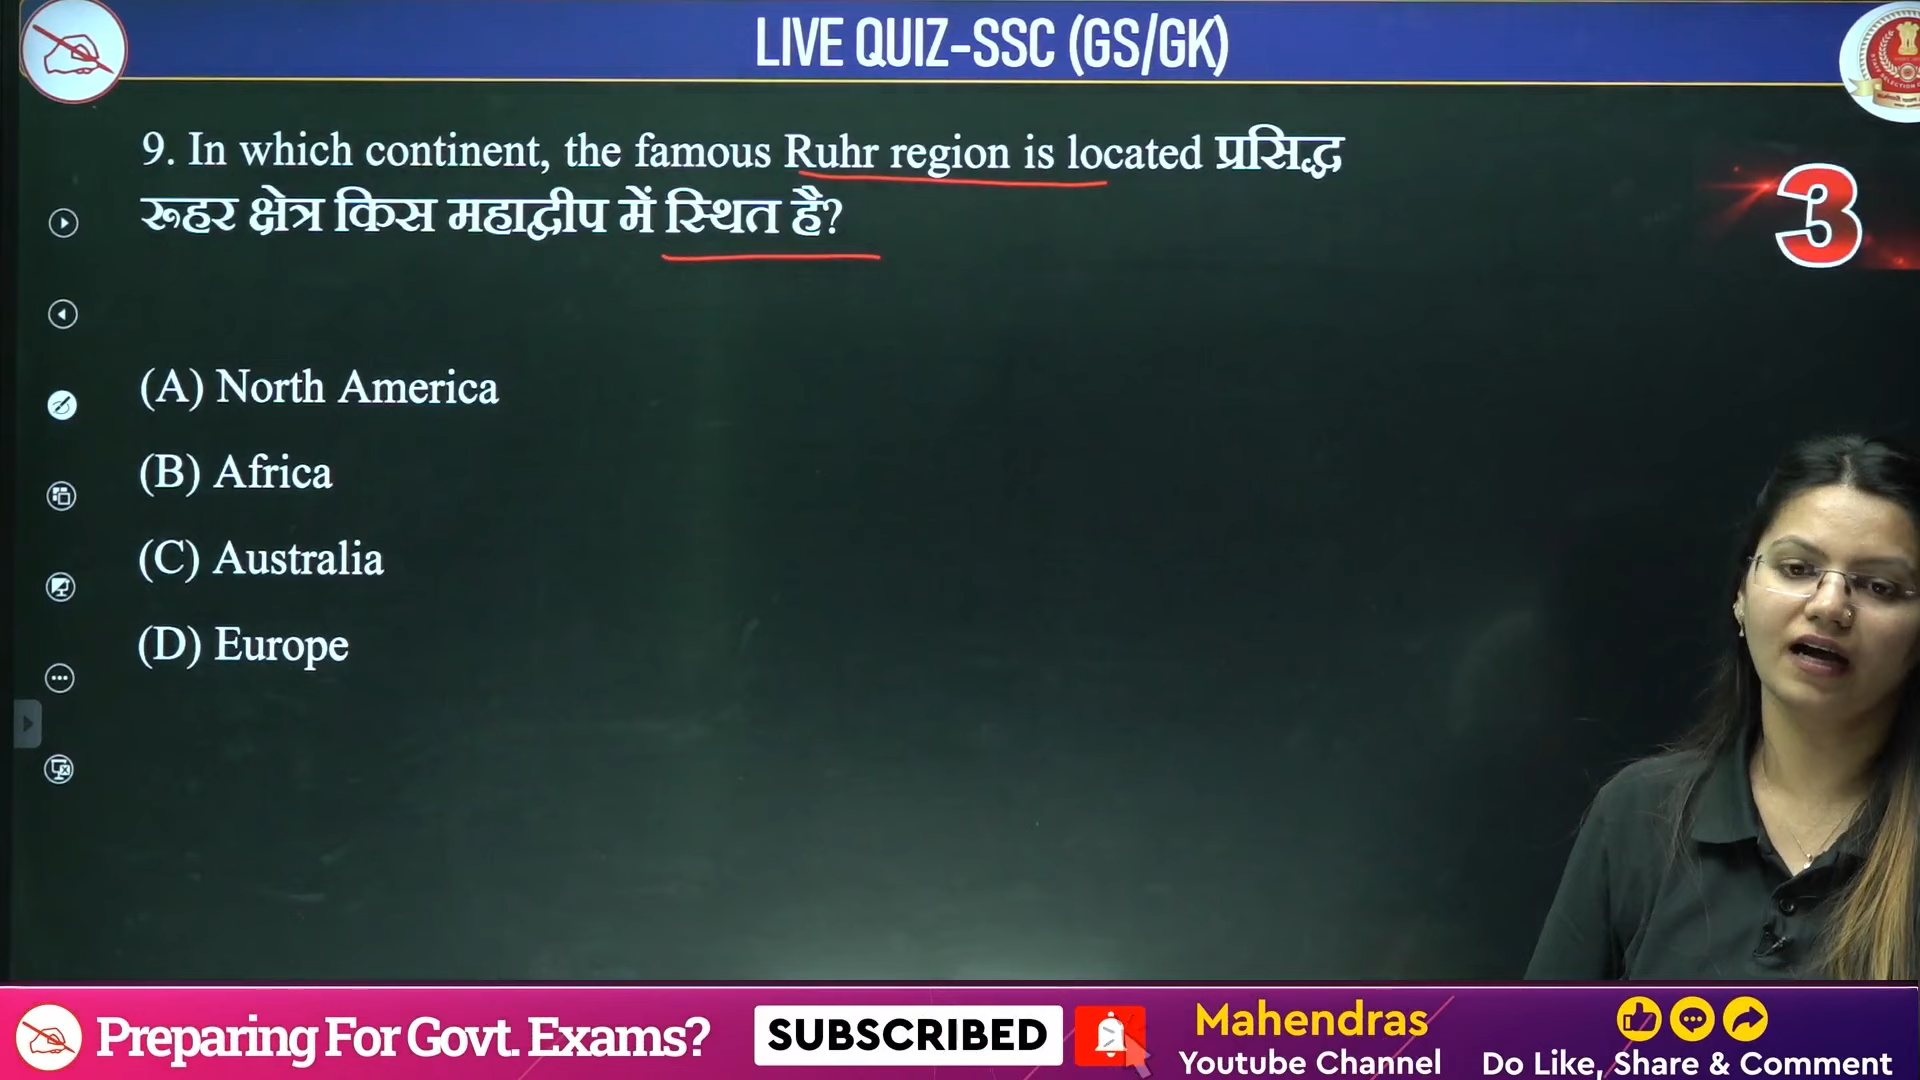 LIVE QUIZ-SSC (GS/GK)
9. In which continent, the famous Ruhr region is located प्रसिद्ध
रूहर क्षेत्र किस महाद्वीप में स्थित है?
3
(A) North America
(B) Africa
(C) Australia
(D) Europe
Preparing For Govt. Exams?
SUBSCRIBED
Mahendras
Youtube Channel
Do Like, Share & Comment